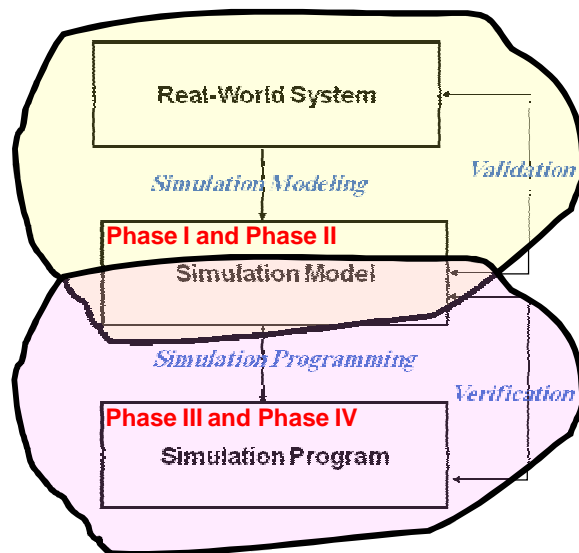 Real-World System
Simulation Modeling
Validation
Phase I and Phase II
Simulation Model
Simulation Programming
Verification
Phase III and Phase IV
Simulation Program